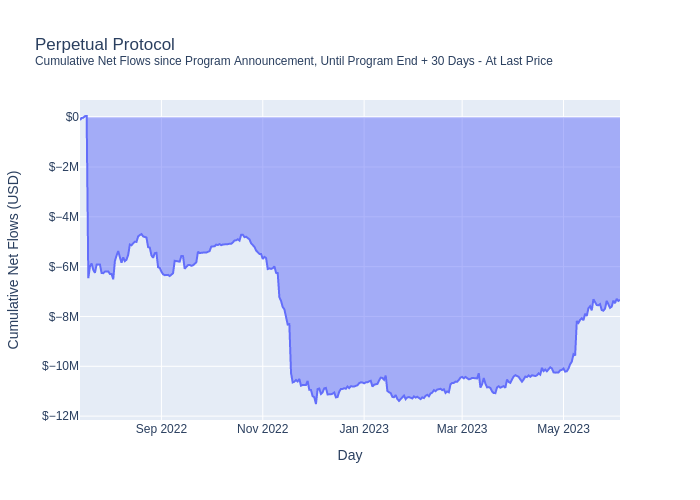 Perpetual Protocol
Cumulative Net Flows since Program Announcement, Until Program End + 30 Days - At Last Price
Cumulative Net Flows (USD)
$0
$−2M
$−4M
$−6M
$−8M
$−10M
$−12M
Sep 2022
Nov 2022
Jan 2023
Mar 2023
May 2023
Day